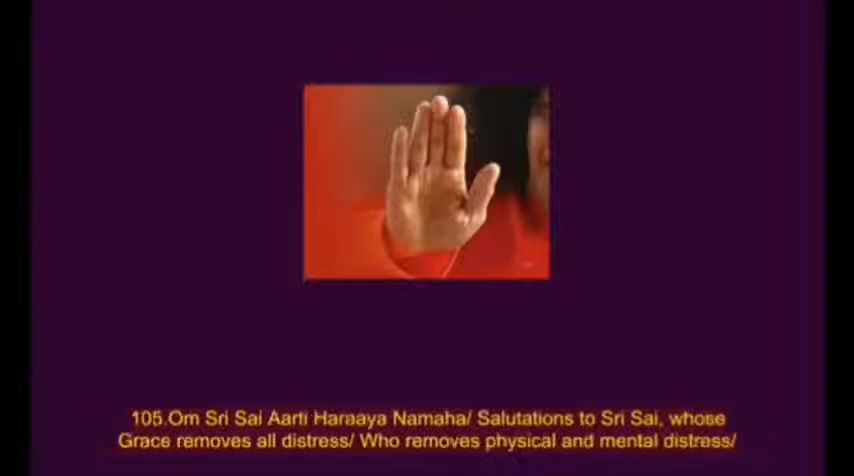 105.Om Sri Sai Aarti Haraaya Namaha/ Salutations to Sri Sai, whose
Grace removes all distress/ Who removes physical and mental distress/